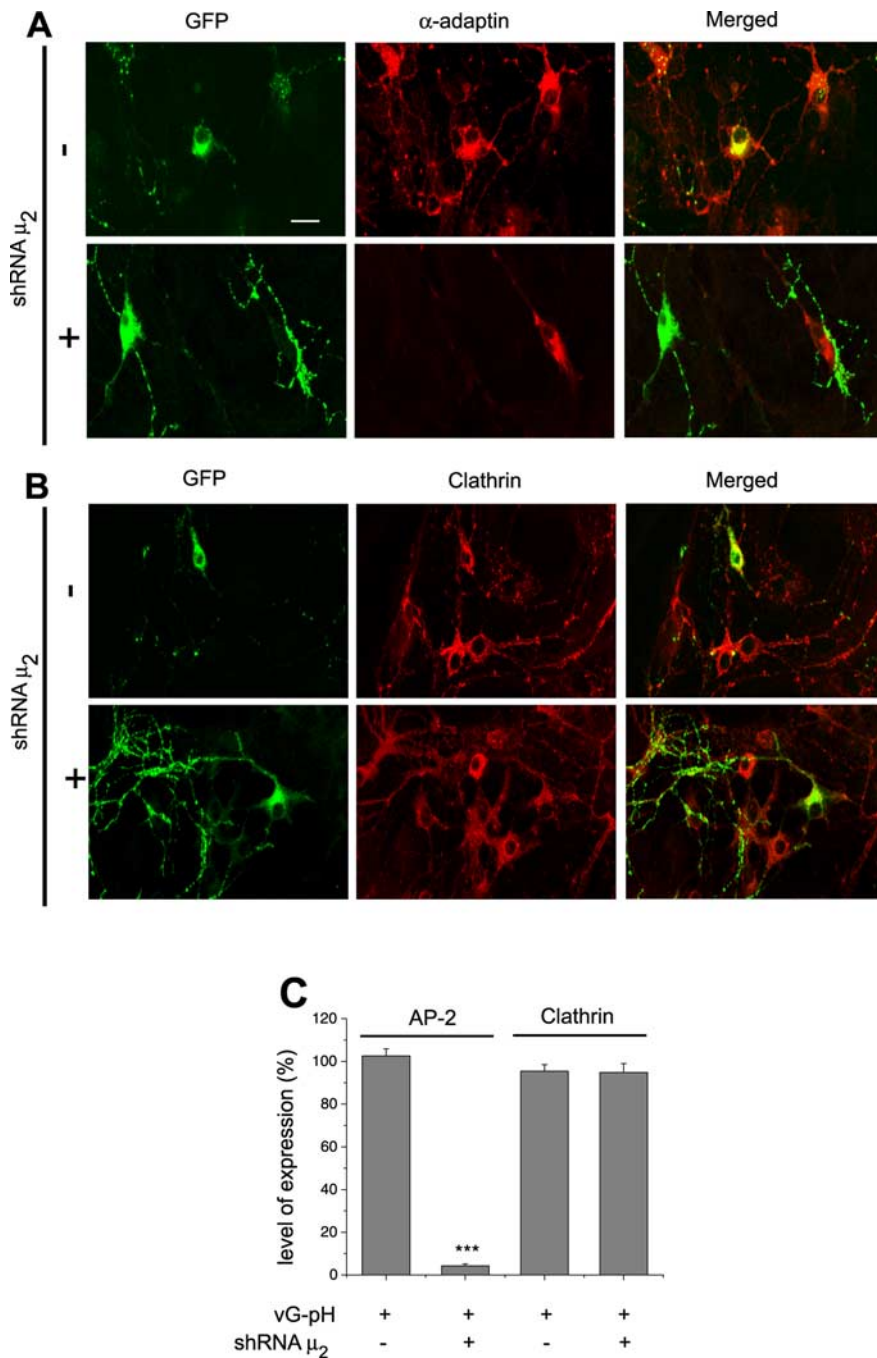 A
GFP α-adaptin Merged
-
+
shRNA μ2
B
GFP Clathrin Merged
-
+
shRNA μ2
C
AP-2 Clathrin
120
100
80
60
40
20
0
level of expression (%)
***
vG-pH + + + +
shRNA μ2 - + - +